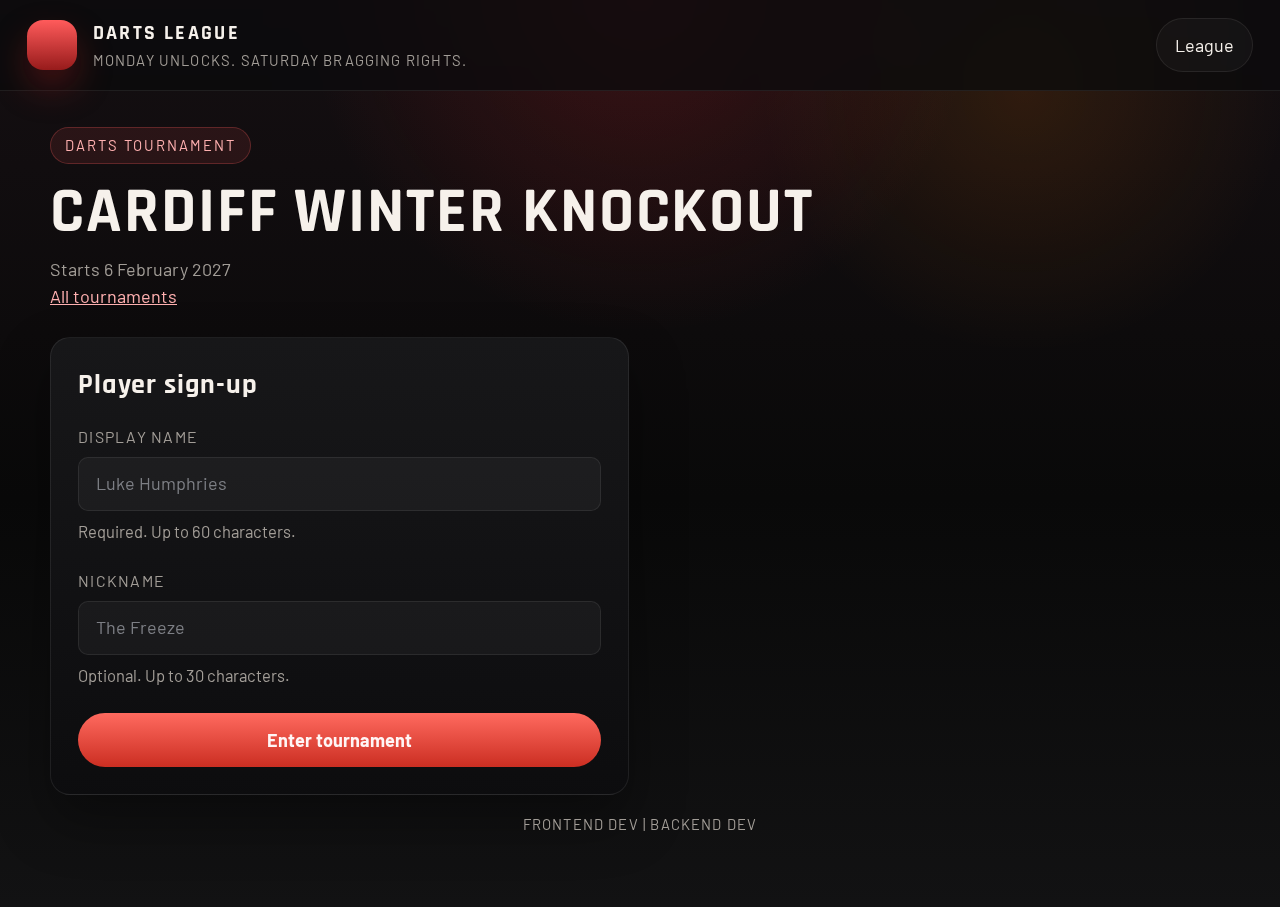 DARTS LEAGUE
MONDAY UNLOCKS. SATURDAY BRAGGING RIGHTS.
League
DARTS TOURNAMENT
CARDIFF WINTER KNOCKOUT
Starts 6 February 2027
All tournaments
Player sign-up
DISPLAY NAME
Luke Humphries
Required. Up to 60 characters.
NICKNAME
The Freeze
Optional. Up to 30 characters.
Enter tournament
FRONTEND DEV | BACKEND DEV